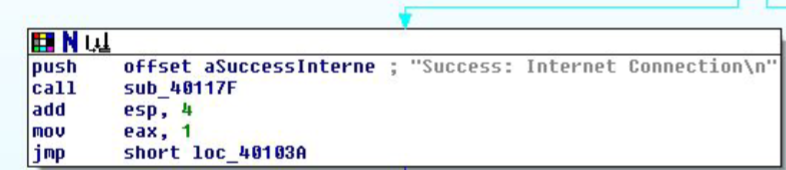 push offset aSuccessInterne ; "Success: Internet Connection\n"
call sub_40117F
add esp, 4
mov eax, 1
jmp short loc_40103A